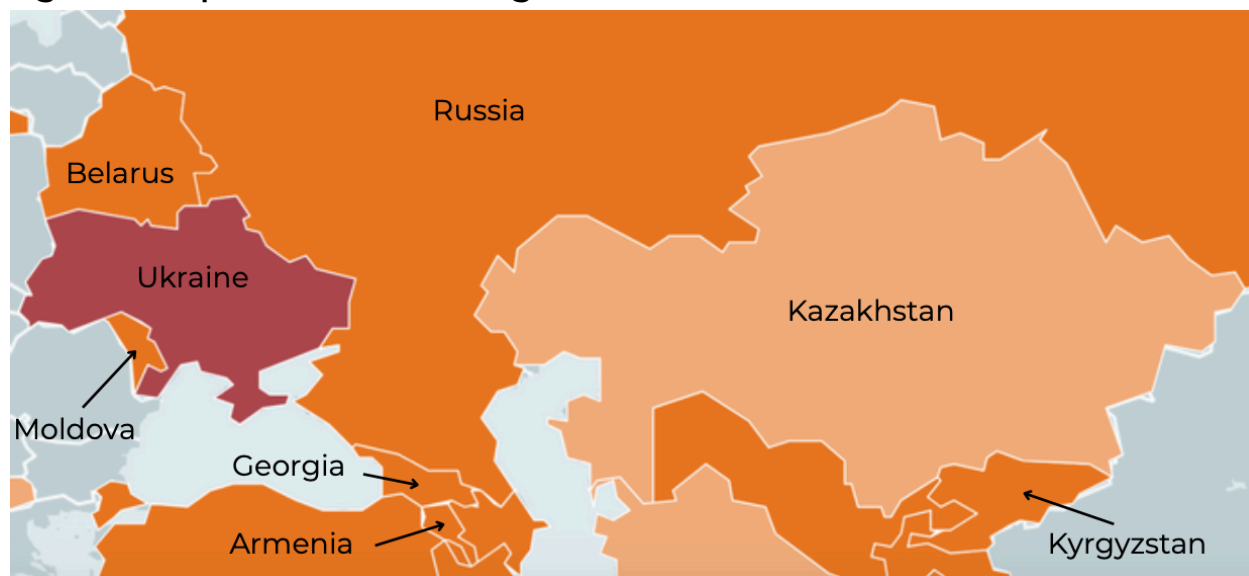 Russia
Belarus
Ukraine
Kazakhstan
Moldova
Georgia
Armenia
Kyrgyzstan